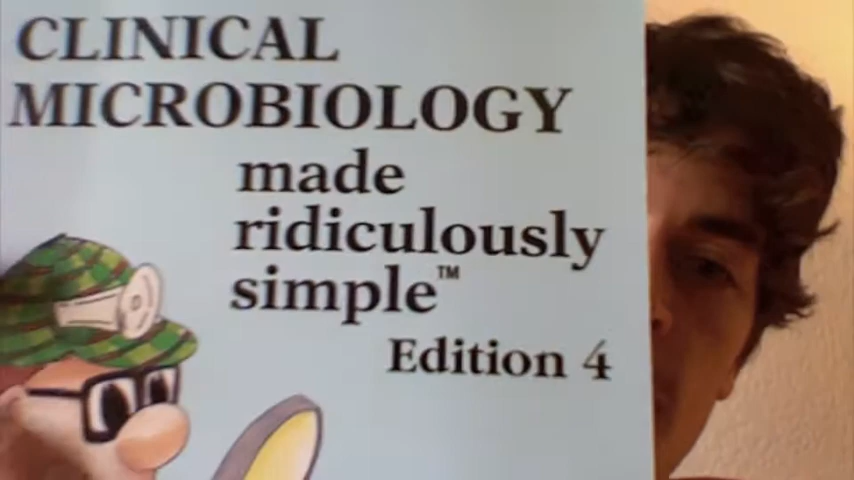 CLINICAL
MICROBIOLOGY
made
ridiculously
simple™
Edition 4